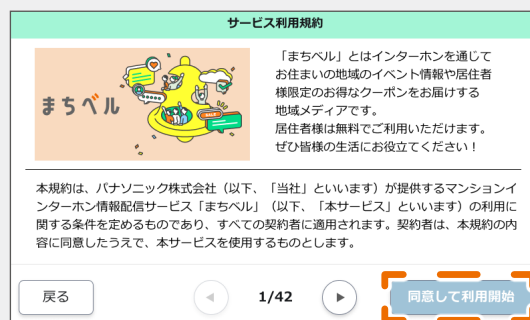 サービス利用規約
まちベル
「まちベル」とはインターホンを通じて
お住まいの地域のイベント情報や居住者
様限定のお得なクーポンをお届けする
地域メディアです。
居住者様は無料でご利用いただけます。
ぜひ皆様の生活にお役立てください！
本規約は、パナソニック株式会社（以下、「当社」といいます）が提供するマンションイ
ンターホン情報配信サービス「まちベル」（以下、「本サービス」といいます）の利用に
関する条件を定めるものであり、すべての契約者に適用されます。契約者は、本規約の内
容に同意したうえで、本サービスを使用するものとします。
戻る
1/42
同意して利用開始